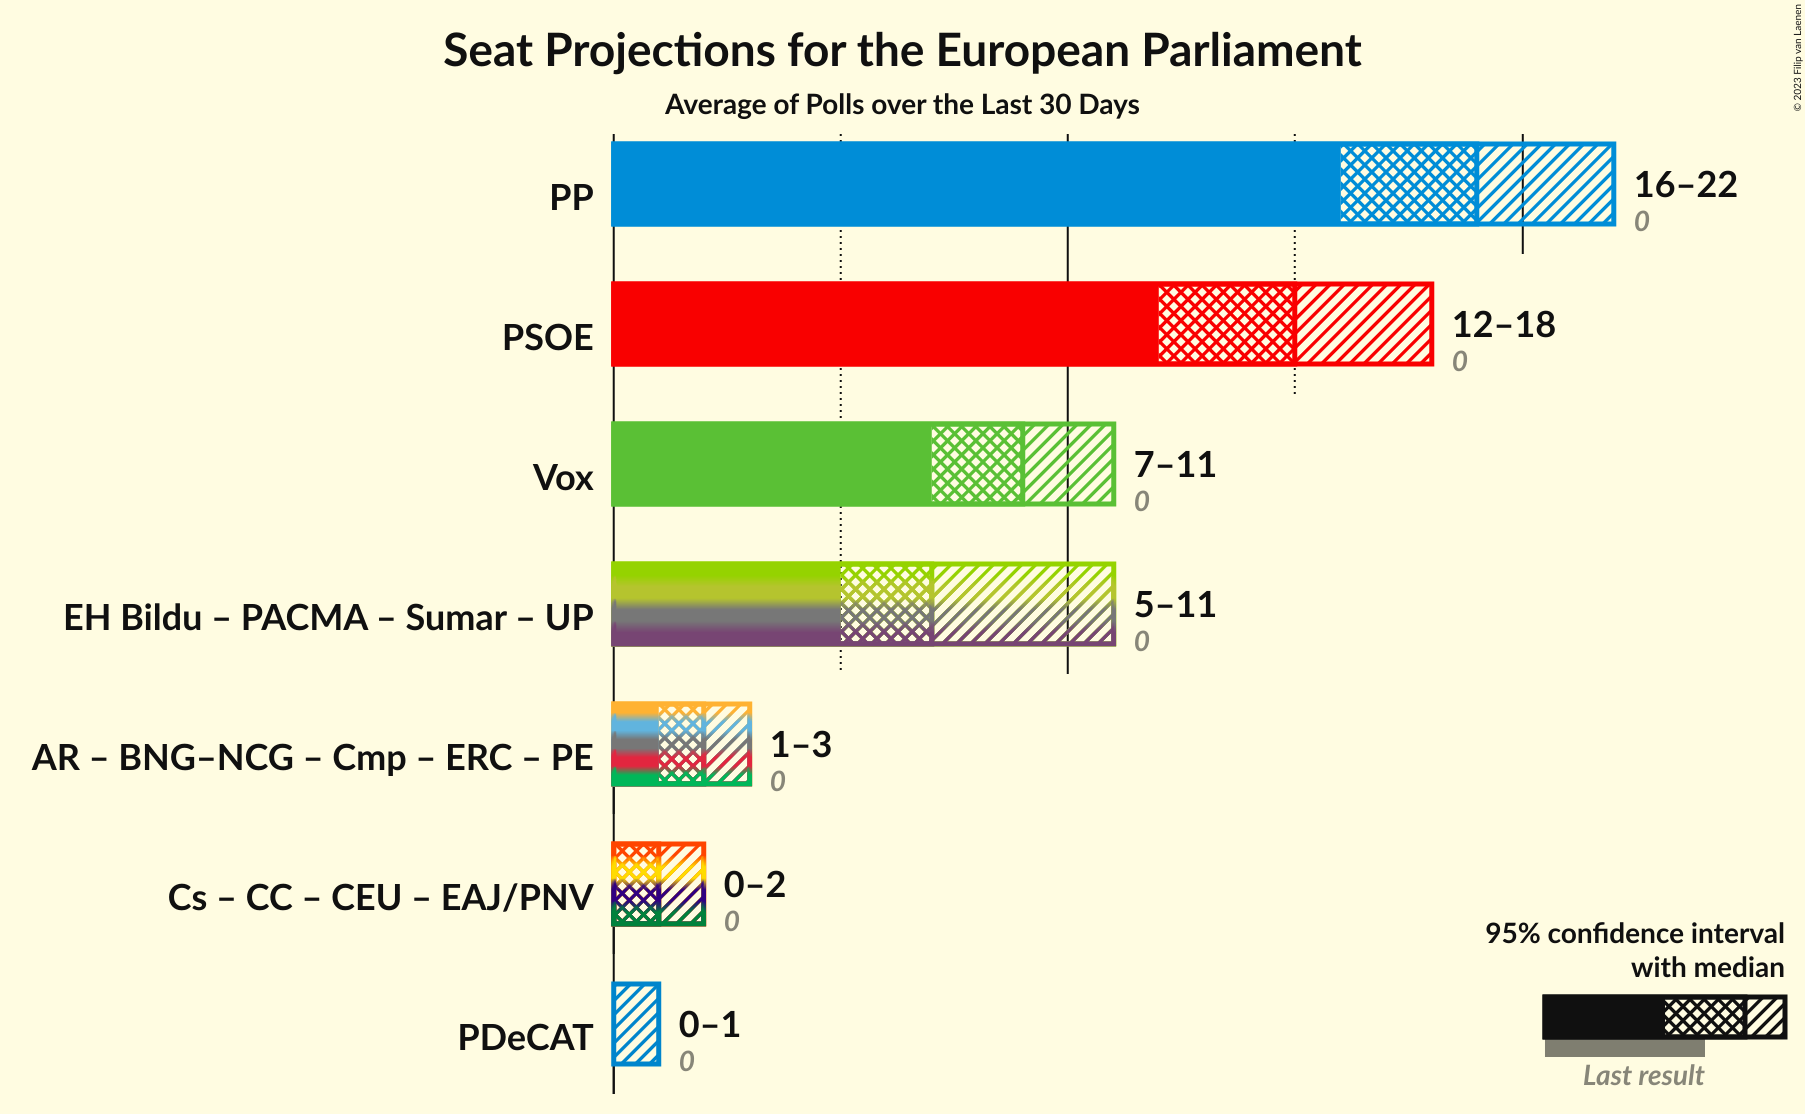 Seat Projections for the European Parliament
Average of Polls over the Last 30 Days
© 2023 Filip van Laenen
PP
16–22
0
PSOE
12–18
0
Vox
7–11
0
EH Bildu – PACMA – Sumar – UP
5–11
0
AR – BNG–NCG – Cmp – ERC – PE
1–3
0
Cs – CC – CEU – EAJ/PNV
0–2
0
PDeCAT
0–1
0
95% confidence interval
with median
Last result